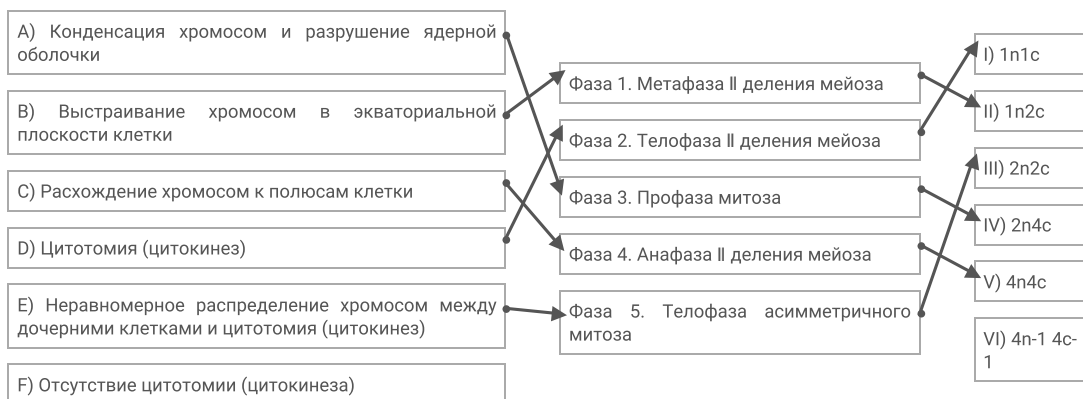 A) Конденсация хромосом и разрушение ядерной
оболочки
B) Выстраивание хромосом в экваториальной
плоскости клетки
C) Расхождение хромосом к полюсам клетки
D) Цитотомия (цитокинез)
E) Неравномерное распределение хромосом между
дочерними клетками и цитотомия (цитокинез)
F) Отсутствие цитотомии (цитокинеза)
Фаза 1. Метафаза II деления мейоза
Фаза 2. Телофаза II деления мейоза
Фаза 3. Профаза митоза
Фаза 4. Анафаза II деления мейоза
Фаза 5. Телофаза асимметричного
митоза
I) 1n1c
II) 1n2c
III) 2n2c
IV) 2n4c
V) 4n4c
VI) 4n-1 4c-
1